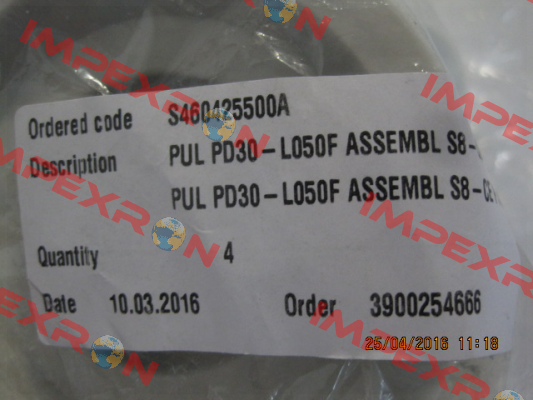 Ordered code S460425500A
Description PUL PD30-L050F ASSEMBL S8-
PUL PD30-L050F ASSEMBL S8-CE
Quantity 4
Date 10.03.2016 Order 3900254666
25/04/2016 11:18
IMPEXRON
IMPEXRON
IMPEXRON
IMPEXRON